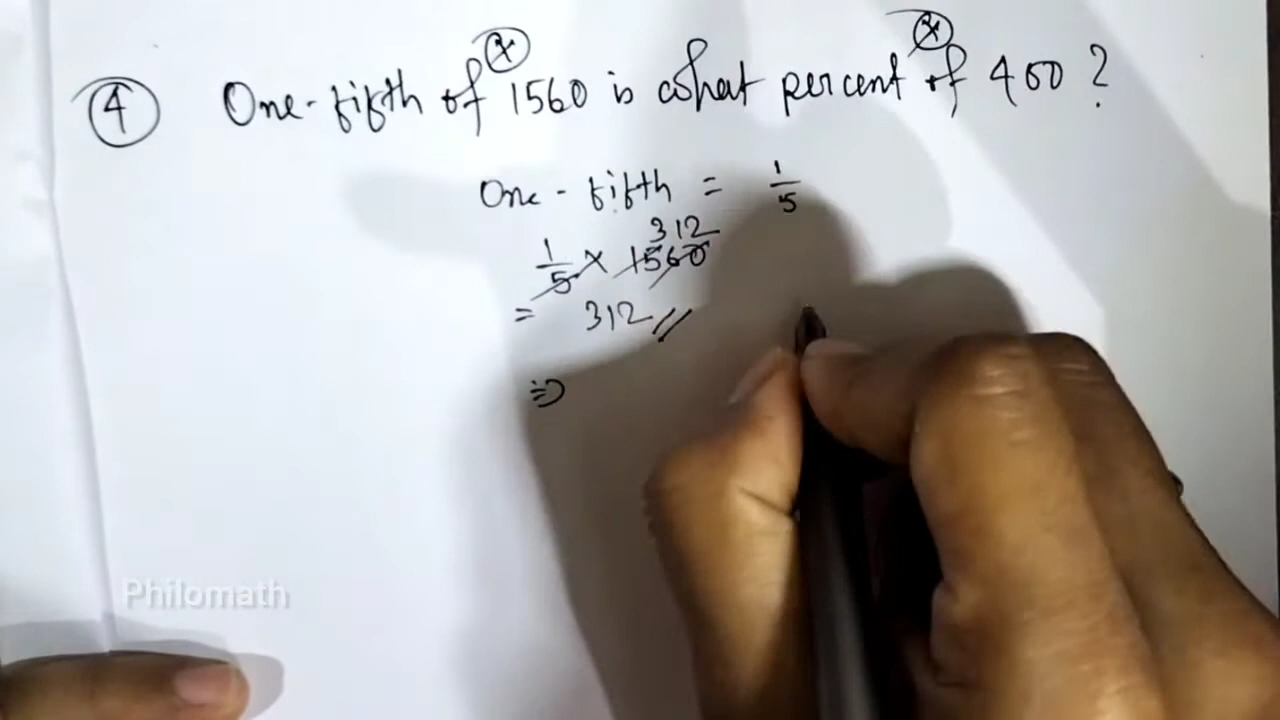 ④ One-fifth of 1560 is what percent of 400 ?
ⓧ ⓧ
One-fifth = 1/5
312
1/5 x 1560
= 312 //
⇒
Philomath